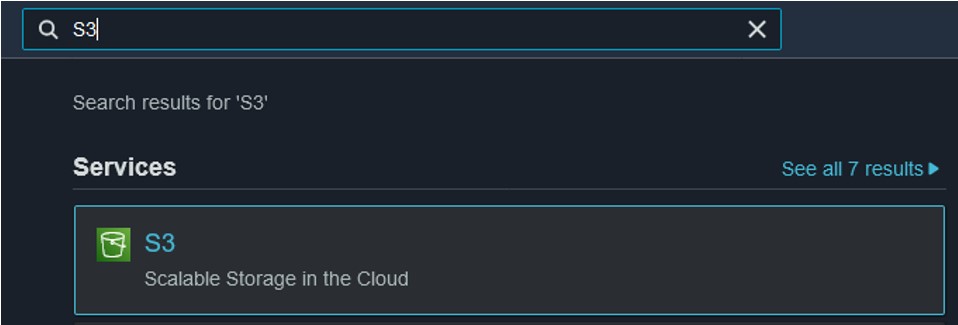 S3
Search results for 'S3'
Services
See all 7 results
S3
Scalable Storage in the Cloud